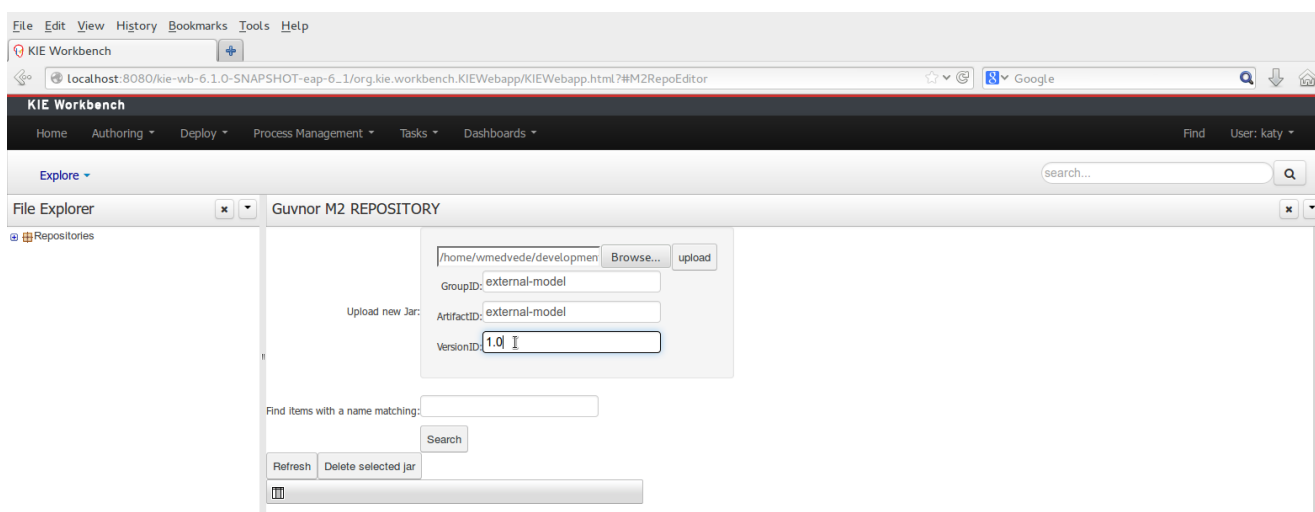 File Edit View History Bookmarks Tools Help
KIE Workbench
localhost:8080/kie-wb-6.1.0-SNAPSHOT-eap-6_1/org.kie.workbench.KIEWebapp/KIEWebapp.html?#M2RepoEditor
Google
KIE Workbench
Home Authoring Deploy Process Management Tasks Dashboards Find User: katy
Explore search...
File Explorer Guvnor M2 REPOSITORY
Repositories
/home/wmedvede/developmen Browse... upload
GroupID: external-model
Upload new Jar: ArtifactID: external-model
VersionID: 1.0
Find items with a name matching:
Search
Refresh Delete selected jar